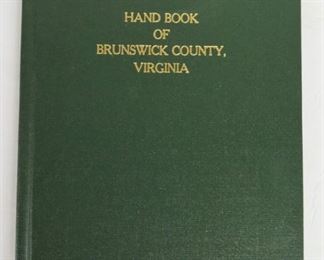 HAND BOOK
OF
BRUNSWICK COUNTY,
VIRGINIA